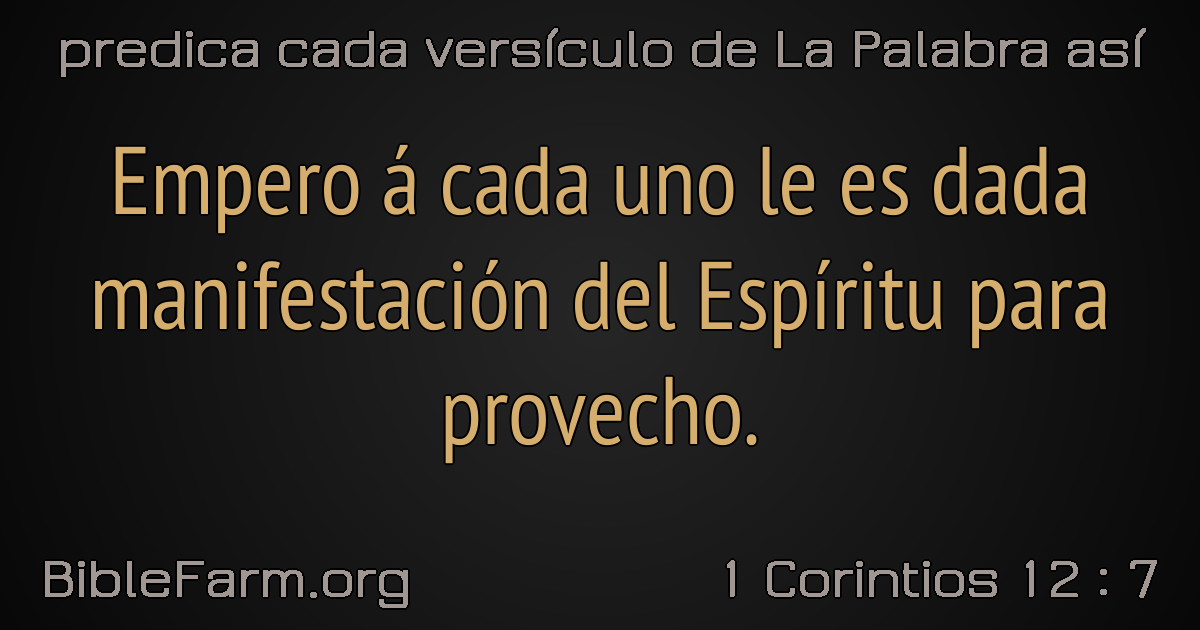 predica cada versículo de La Palabra así
Empero á cada uno le es dada
manifestación del Espíritu para
provecho.
BibleFarm.org
1 Corintios 12 : 7